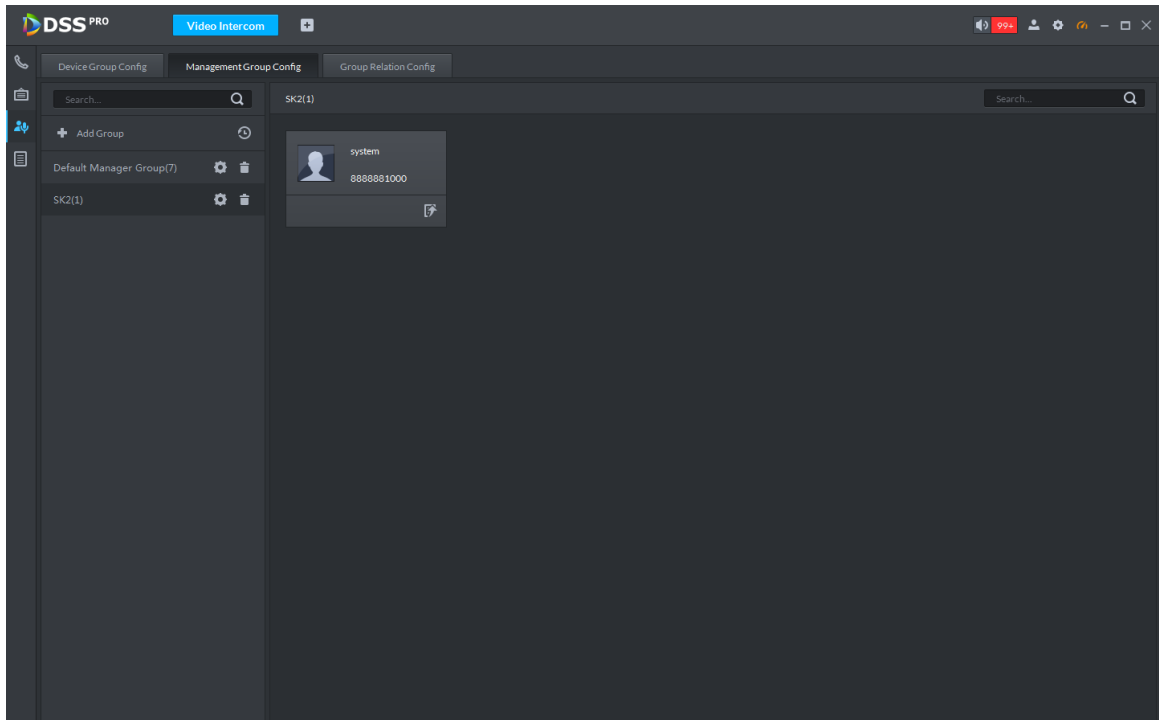 DSS PRO Video Intercom 99+
Device Group Config Management Group Config Group Relation Config
Search... SK2(1) Search...
Add Group
Default Manager Group(7)
SK2(1)
system
8888881000